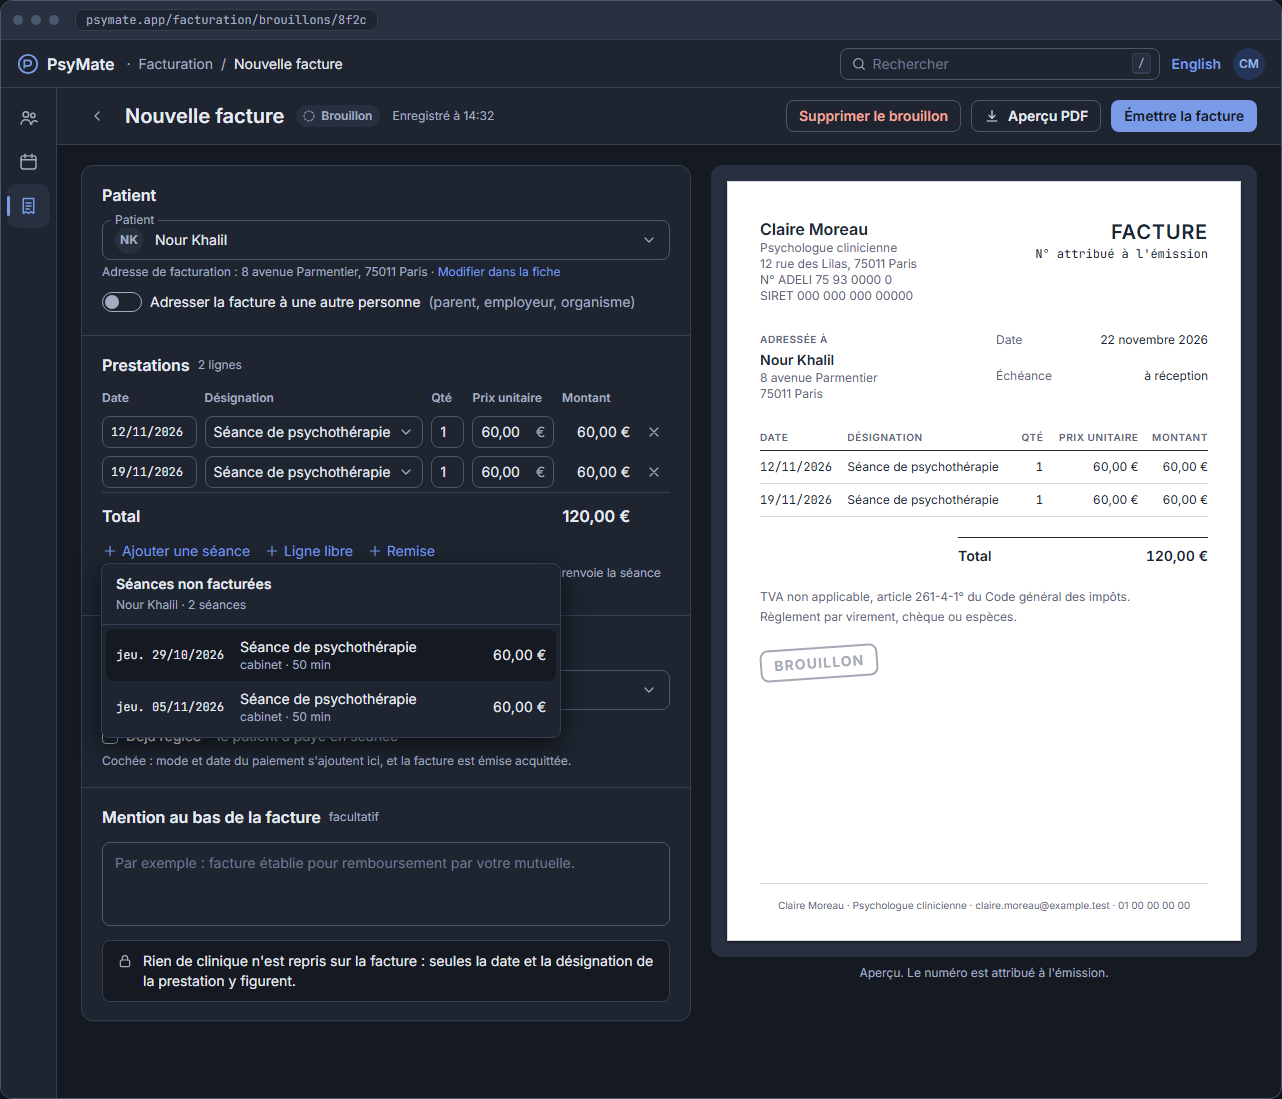 psymate.app/facturation/brouillons/8f2c
PsyMate · Facturation / Nouvelle facture
Rechercher /
English
CM
Nouvelle facture
Brouillon
Enregistré à 14:32
Supprimer le brouillon
Aperçu PDF
Émettre la facture
Patient
Patient
NK Nour Khalil
Adresse de facturation : 8 avenue Parmentier, 75011 Paris · Modifier dans la fiche
Adresser la facture à une autre personne (parent, employeur, organisme)
Prestations 2 lignes
Date Désignation Qté Prix unitaire Montant
12/11/2026 Séance de psychothérapie 1 60,00 € 60,00 €
19/11/2026 Séance de psychothérapie 1 60,00 € 60,00 €
Total 120,00 €
Ajouter une séance
Ligne libre
Remise
renvoie la séance
Séances non facturées
Nour Khalil · 2 séances
jeu. 29/10/2026 Séance de psychothérapie 60,00 €
cabinet · 50 min
jeu. 05/11/2026 Séance de psychothérapie 60,00 €
cabinet · 50 min
Cochée : mode et date du paiement s'ajoutent ici, et la facture est émise acquittée.
Mention au bas de la facture facultatif
Par exemple : facture établie pour remboursement par votre mutuelle.
Rien de clinique n'est repris sur la facture : seules la date et la désignation de
la prestation y figurent.
Claire Moreau
Psychologue clinicienne
12 rue des Lilas, 75011 Paris
N° ADELI 75 93 0000 0
SIRET 000 000 000 00000
FACTURE
N° attribué à l'émission
ADRESSÉE À
Nour Khalil
8 avenue Parmentier
75011 Paris
Date 22 novembre 2026
Échéance à réception
DATE DÉSIGNATION QTÉ PRIX UNITAIRE MONTANT
12/11/2026 Séance de psychothérapie 1 60,00 € 60,00 €
19/11/2026 Séance de psychothérapie 1 60,00 € 60,00 €
Total 120,00 €
TVA non applicable, article 261-4-1° du Code général des impôts.
Règlement par virement, chèque ou espèces.
BROUILLON
Claire Moreau · Psychologue clinicienne · claire.moreau@example.test · 01 00 00 00 00
Aperçu. Le numéro est attribué à l'émission.